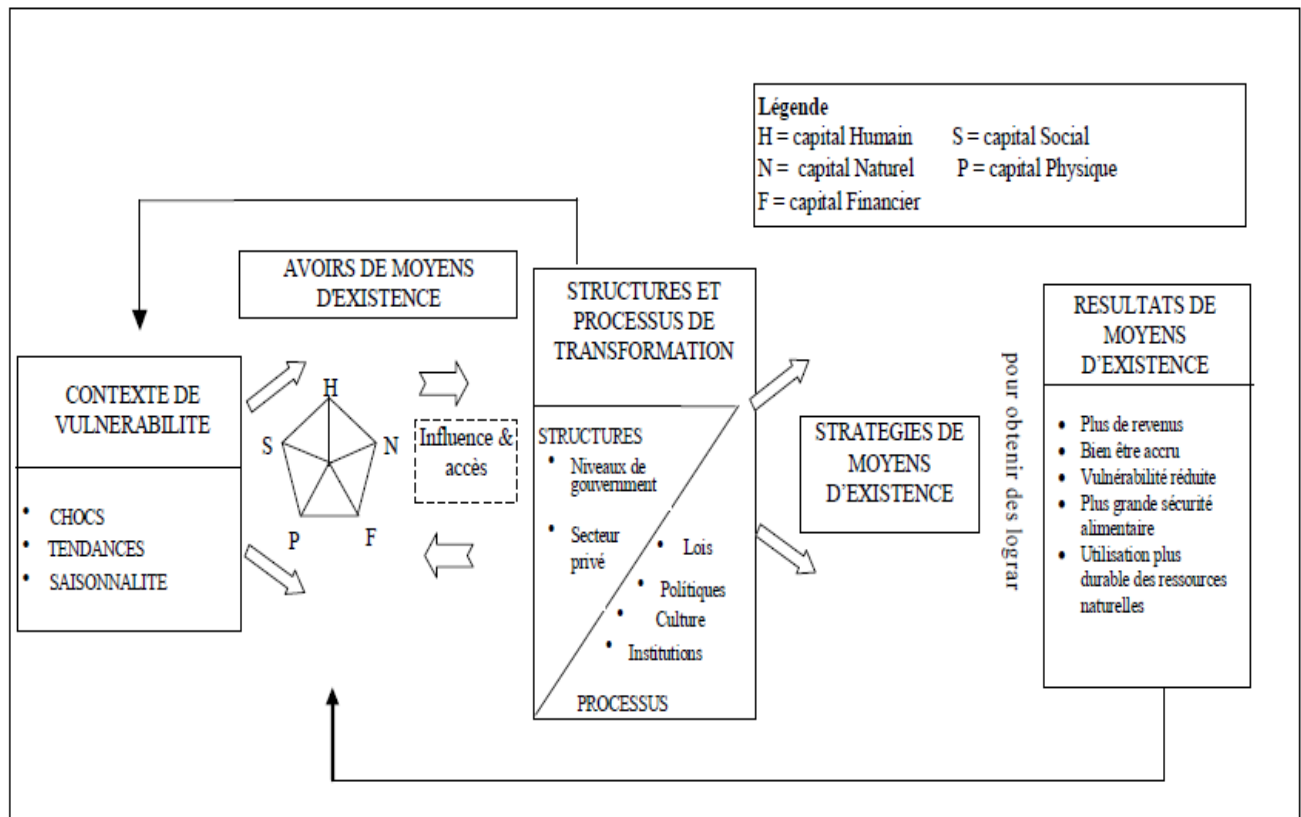 Légende
H = capital Humain S = capital Social
N = capital Naturel P = capital Physique
F = capital Financier
AVOIRS DE MOYENS
D'EXISTENCE
CONTEXTE DE
VULNERABILITE
• CHOCS
• TENDANCES
• SAISONNALITE
H
S
N
P
F
Influence &
accès
STRUCTURES ET
PROCESSUS DE
TRANSFORMATION
STRUCTURES
• Niveaux de
gouvernment
• Secteur
privé
• Lois
• Politiques
• Culture
• Institutions
PROCESSUS
STRATEGIES DE
MOYENS
D'EXISTENCE
pour obtenir des lograr
RESULTATS DE
MOYENS
D'EXISTENCE
• Plus de revenus
• Bien être accru
• Vulnérabilité réduite
• Plus grande sécurité
alimentaire
• Utilisation plus
durable des ressources
naturelles